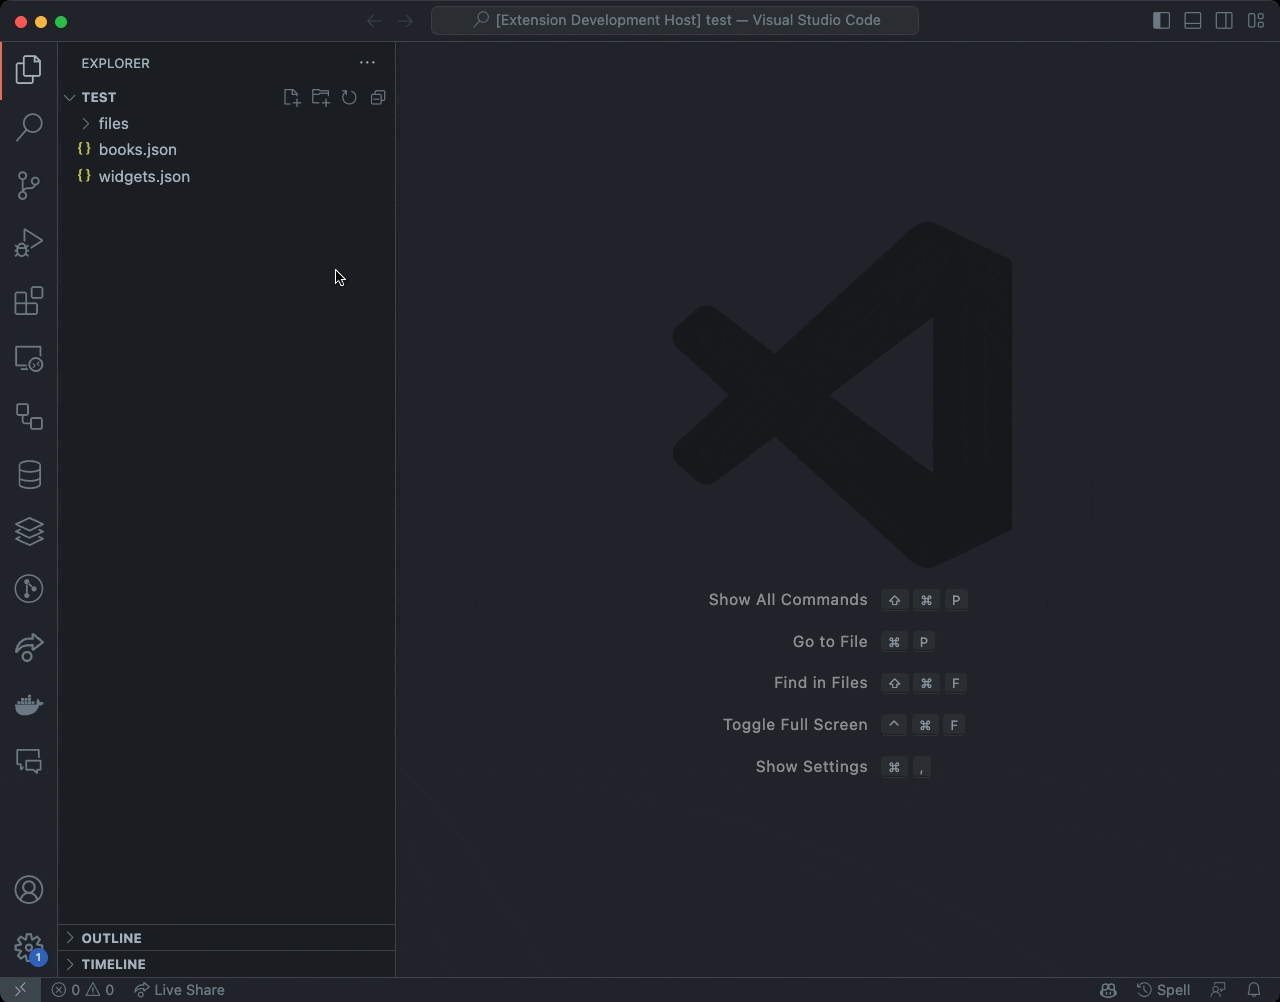 [Extension Development Host] test — Visual Studio Code
EXPLORER
TEST
files
{} books.json
{} widgets.json
Show All Commands ⇧ ⌘ P
Go to File ⌘ P
Find in Files ⇧ ⌘ F
Toggle Full Screen ^ ⌘ F
Show Settings ⌘ ,
OUTLINE
1
TIMELINE
0 0 Live Share Spell